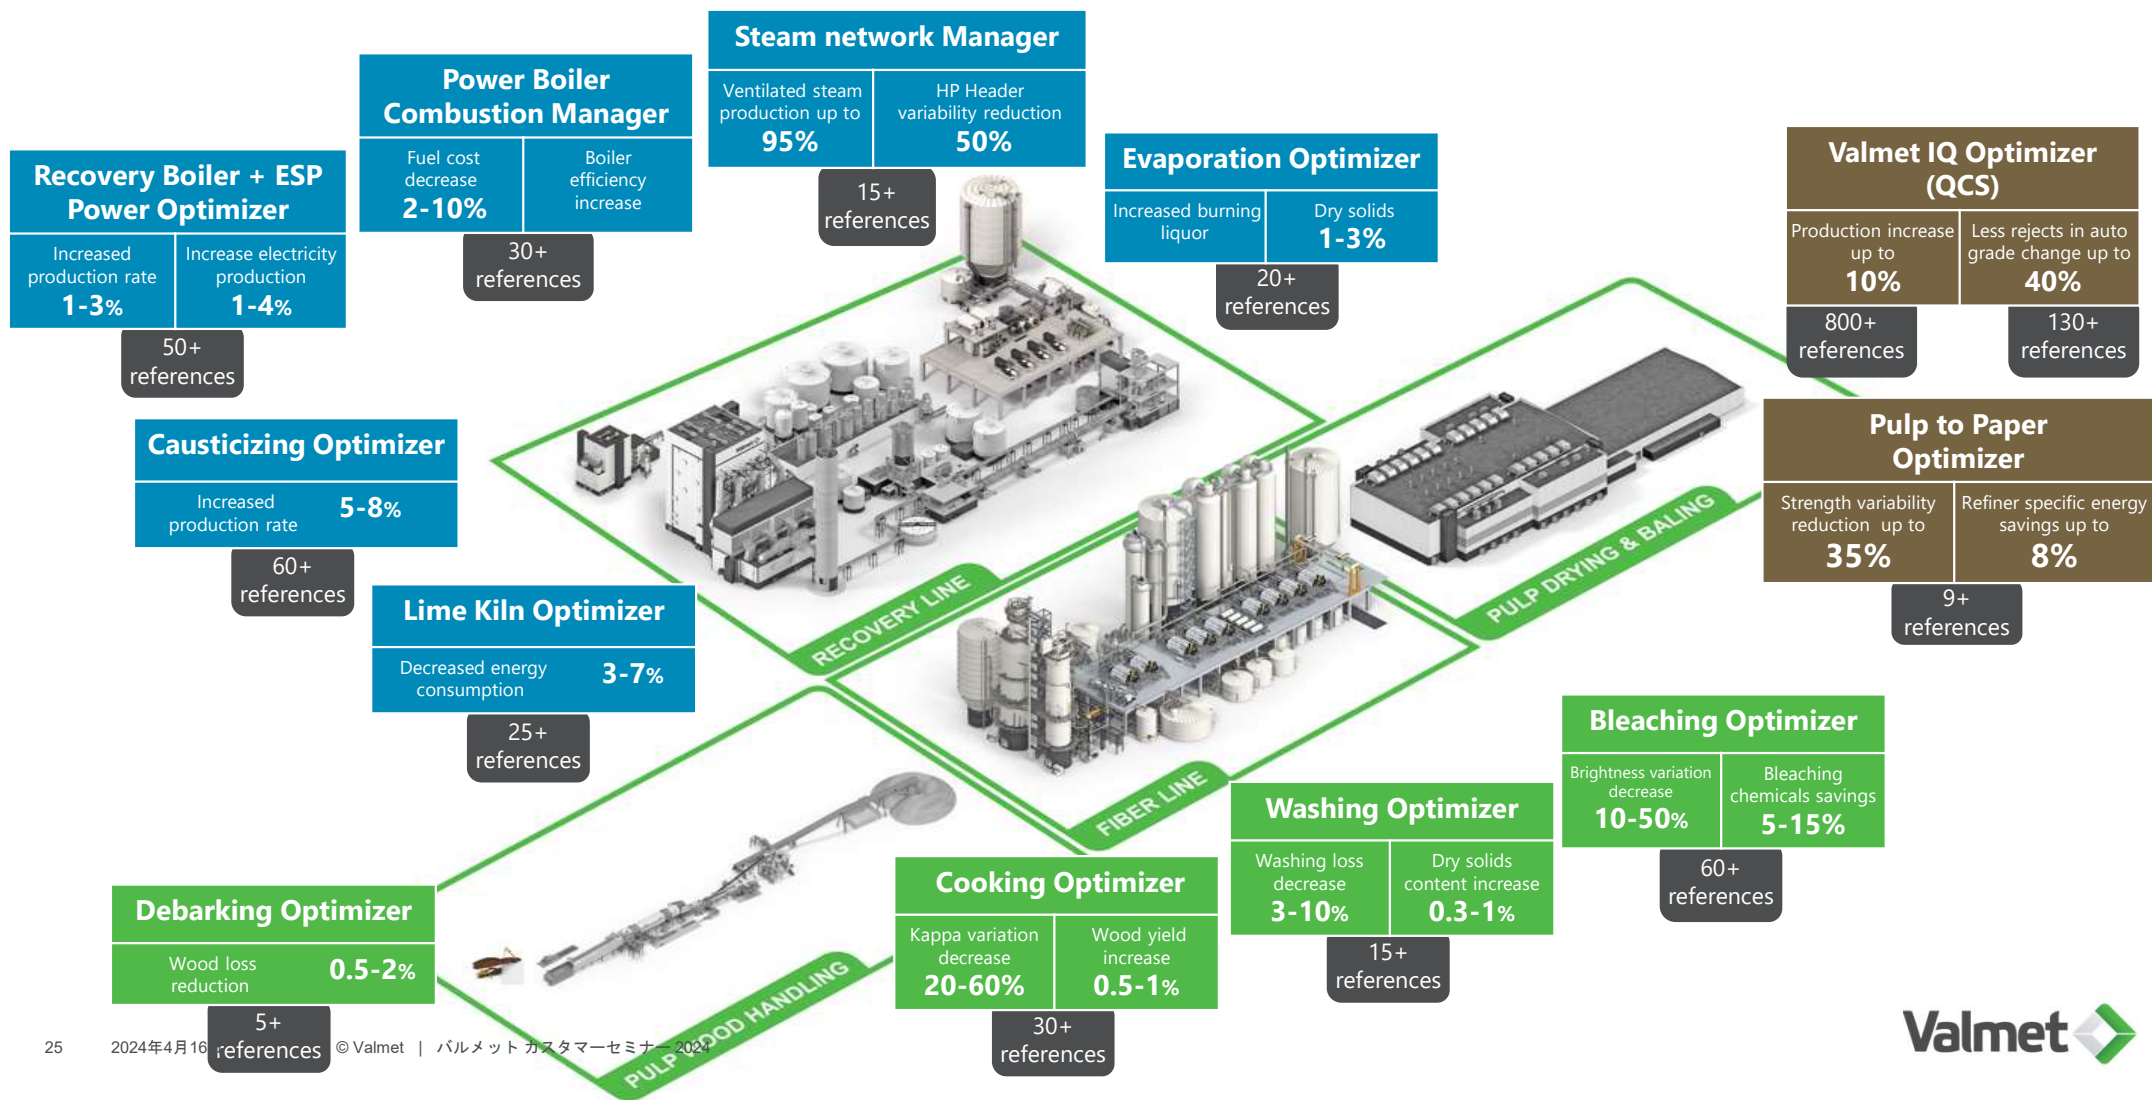 Steam network Manager
Ventilated steam
production up to
95%
HP Header
variability reduction
50%
15+
references
Power Boiler
Combustion Manager
Fuel cost
decrease
2-10%
Boiler
efficiency
increase
30+
references
Recovery Boiler + ESP
Power Optimizer
Increased
production rate
1-3%
Increase electricity
production
1-4%
50+
references
Evaporation Optimizer
Increased burning
liquor
Dry solids
1-3%
20+
references
Valmet IQ Optimizer
(QCS)
Production increase
up to
10%
Less rejects in auto
grade change up to
40%
800+
references
130+
references
Causticizing Optimizer
Increased
production rate
5-8%
60+
references
Pulp to Paper
Optimizer
Strength variability
reduction up to
35%
Refiner specific energy
savings up to
8%
9+
references
Lime Kiln Optimizer
Decreased energy
consumption
3-7%
25+
references
RECOVERY LINE
PULP DRYING & BALING
FIBER LINE
Bleaching Optimizer
Brightness variation
decrease
10-50%
Bleaching
chemicals savings
5-15%
60+
references
Washing Optimizer
Washing loss
decrease
3-10%
Dry solids
content increase
0.3-1%
15+
references
Cooking Optimizer
Kappa variation
decrease
20-60%
Wood yield
increase
0.5-1%
30+
references
Debarking Optimizer
Wood loss
reduction
0.5-2%
5+
references
PULP WOOD HANDLING
25 2024年4月16 © Valmet | バルメット カスタマーセミナー 2024
Valmet